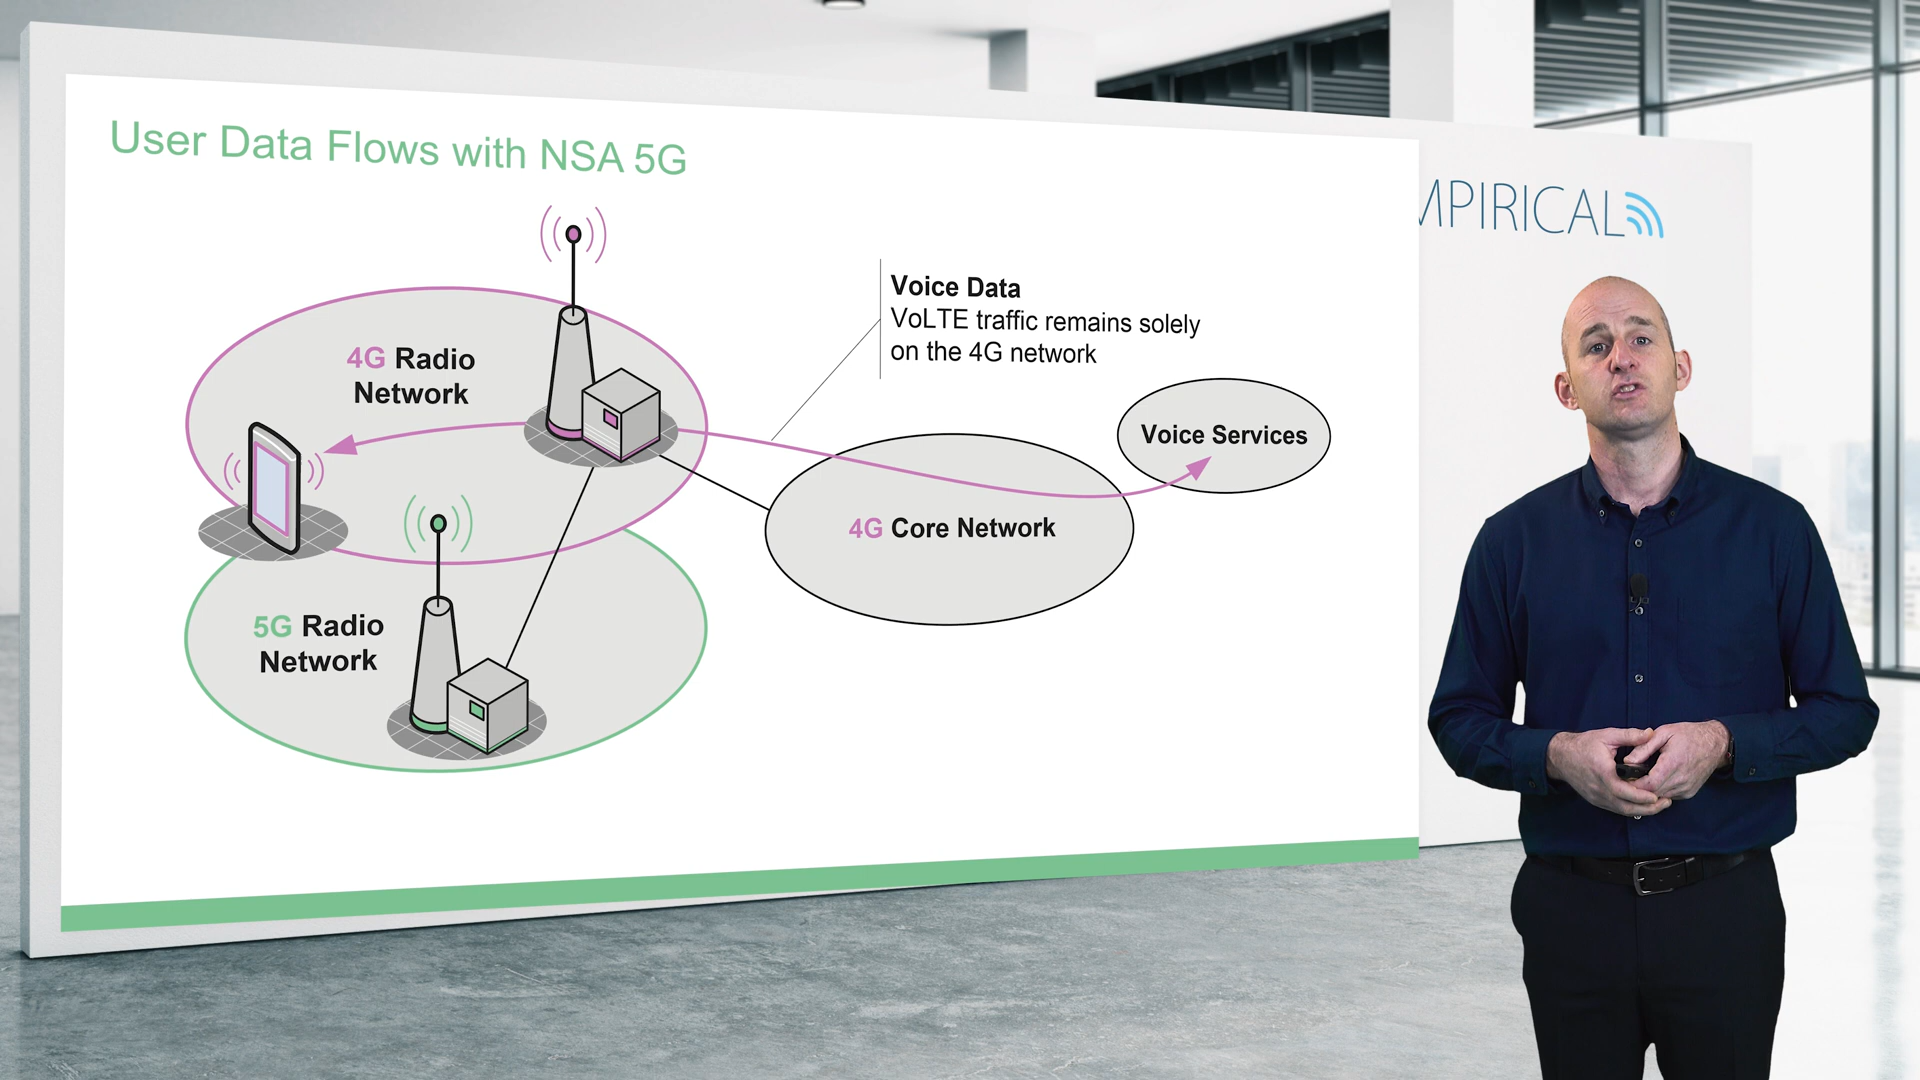 User Data Flows with NSA 5G
MPIRICAL
Voice Data
VoLTE traffic remains solely
on the 4G network
4G Radio
Network
Voice Services
4G Core Network
5G Radio
Network